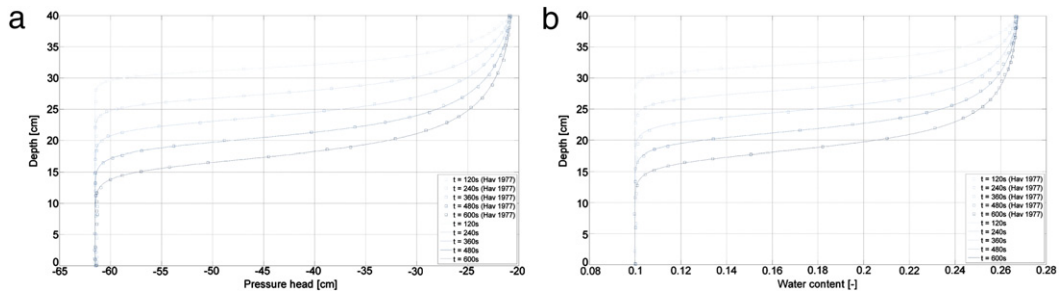 a
40
35
30
25
20
15
10
5
0
Depth [cm]
-65 -60 -55 -50 -45 -40 -35 -30 -25 -20
Pressure head [cm]
t = 120s (Hav 1977)
t = 240s (Hav 1977)
t = 360s (Hav 1977)
t = 480s (Hav 1977)
t = 600s (Hav 1977)
t = 120s
t = 240s
t = 360s
t = 480s
t = 600s
b
40
35
30
25
20
15
10
5
0
Depth [cm]
0.08 0.1 0.12 0.14 0.16 0.18 0.2 0.22 0.24 0.26 0.28
Water content [-]
t = 120s (Hav 1977)
t = 240s (Hav 1977)
t = 360s (Hav 1977)
t = 480s (Hav 1977)
t = 600s (Hav 1977)
t = 120s
t = 240s
t = 360s
t = 480s
t = 600s